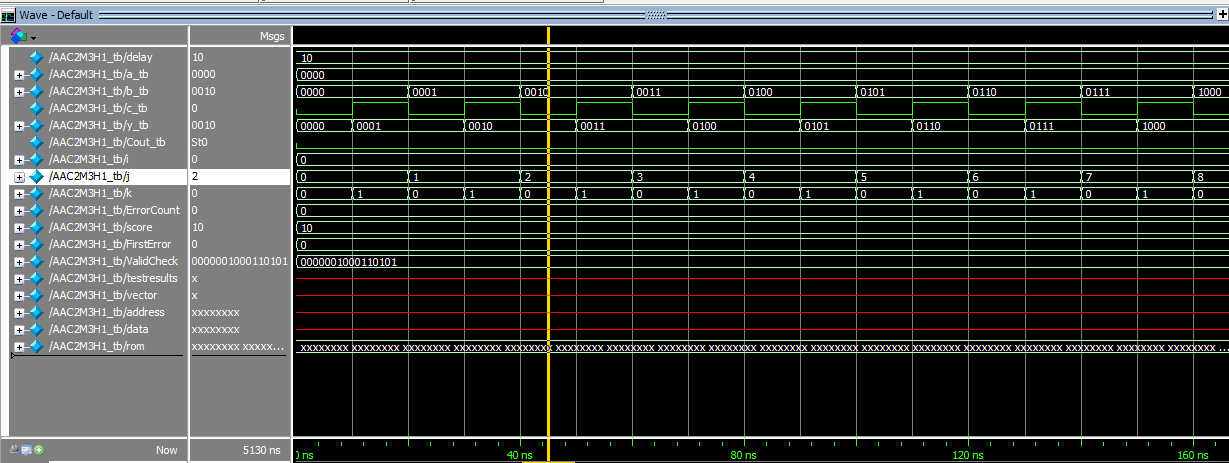 Wave - Default
Msgs
/AAC2M3H1_tb/delay 10 10
/AAC2M3H1_tb/a_tb 0000 0000
/AAC2M3H1_tb/b_tb 0010 0000 0001 0010 0011 0100 0101 0110 0111 1000
/AAC2M3H1_tb/c_tb 0
/AAC2M3H1_tb/y_tb 0010 0000 0001 0010 0011 0100 0101 0110 0111 1000
/AAC2M3H1_tb/Cout_tb St0
/AAC2M3H1_tb/i 0 0
/AAC2M3H1_tb/j 2 0 1 2 3 4 5 6 7 8
/AAC2M3H1_tb/k 0 0 1 0 1 0 1 0 1 0 1 0 1 0 1 0 1 0
/AAC2M3H1_tb/ErrorCount 0 0
/AAC2M3H1_tb/score 10 10
/AAC2M3H1_tb/FirstError 0 0
/AAC2M3H1_tb/ValidCheck 0000001000110101 0000001000110101
/AAC2M3H1_tb/testresults x
/AAC2M3H1_tb/vector x
/AAC2M3H1_tb/address xxxxxxxx
/AAC2M3H1_tb/data xxxxxxxx
/AAC2M3H1_tb/rom xxxxxxxx xxxxx... xxxxxxxx xxxxxxxx xxxxxxxx xxxxxxxx xxxxxxxx xxxxxxxx xxxxxxxx xxxxxxxx xxxxxxxx xxxxxxxx xxxxxxxx xxxxxxxx xxxxxxxx xxxxxxxx xxxxxxxx xxxxxxxx xxxxxxxx xxxxxxxx ...
Now 5130 ns 0 ns 40 ns 80 ns 120 ns 160 ns